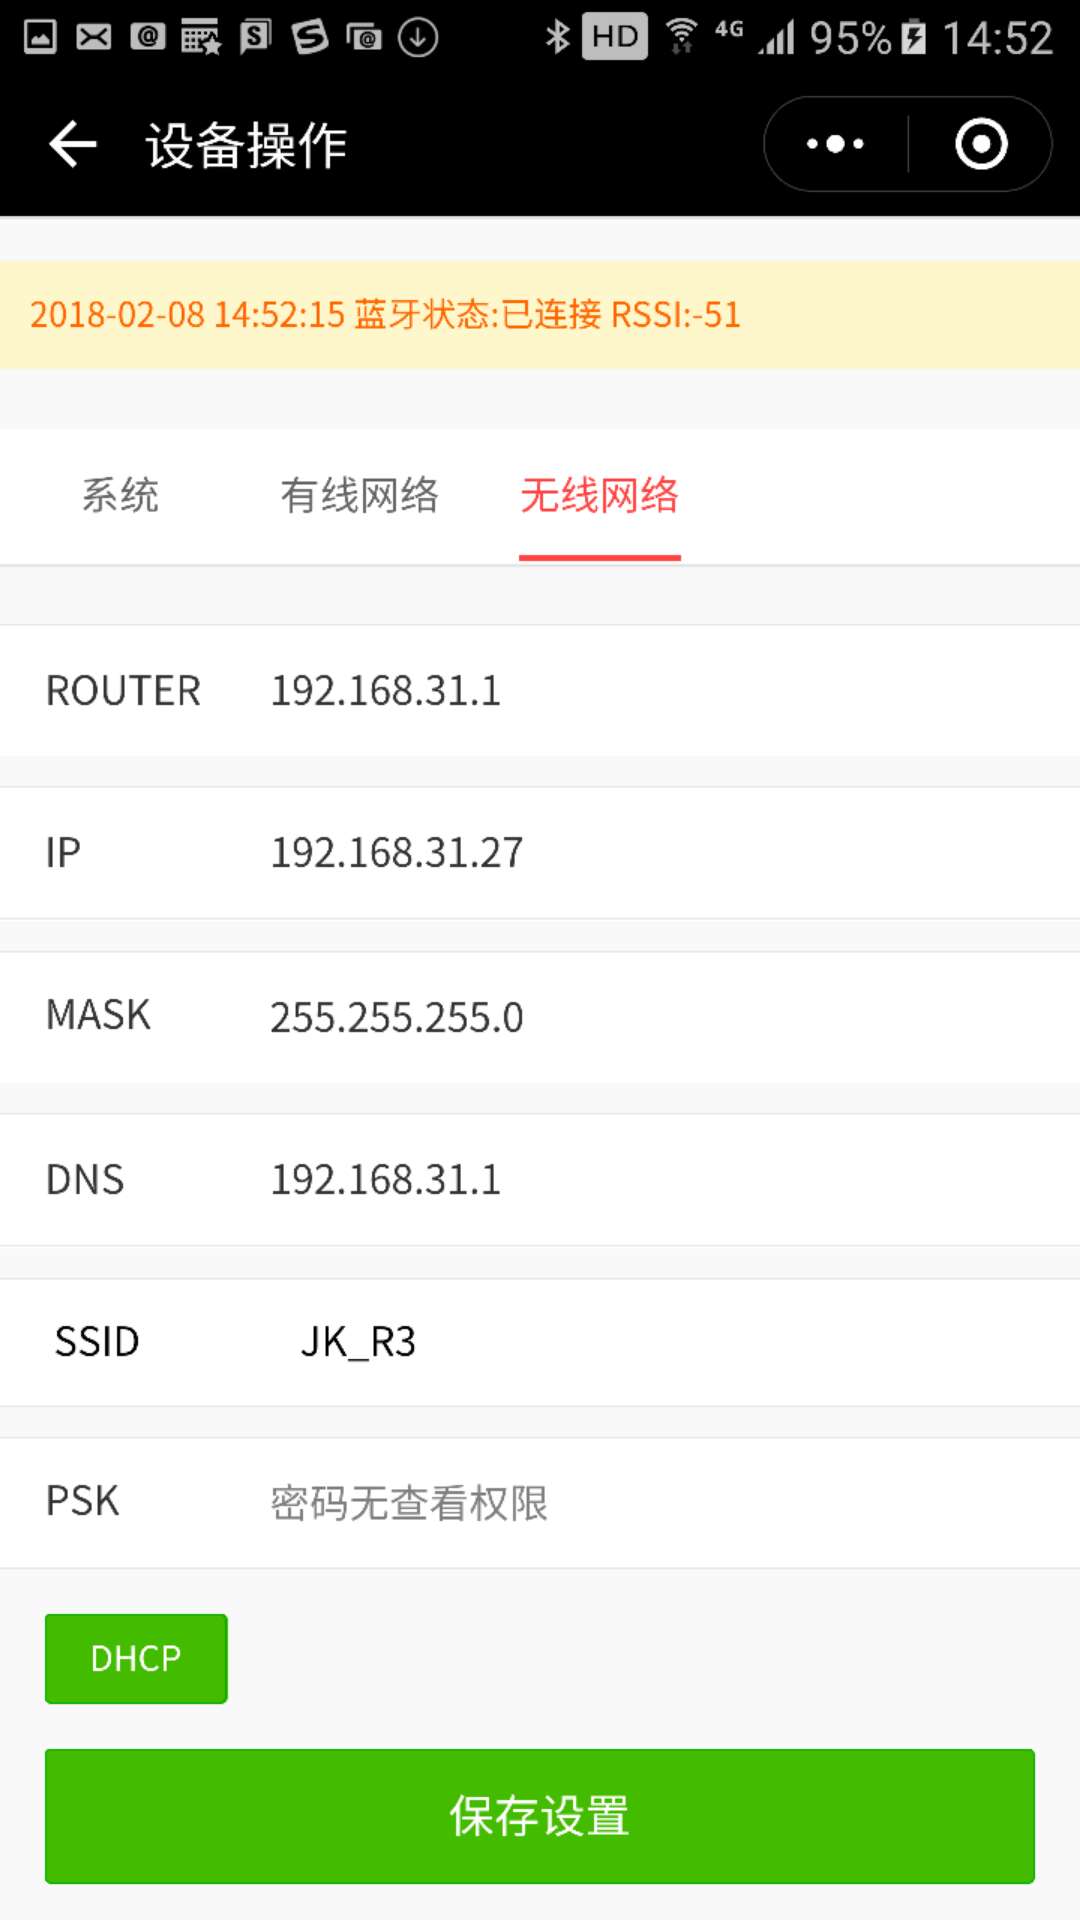 HD 4G 95% 14:52
设备操作
2018-02-08 14:52:15 蓝牙状态:已连接 RSSI:-51
系统 有线网络 无线网络
ROUTER 192.168.31.1
IP 192.168.31.27
MASK 255.255.255.0
DNS 192.168.31.1
SSID JK_R3
PSK 密码无查看权限
DHCP
保存设置